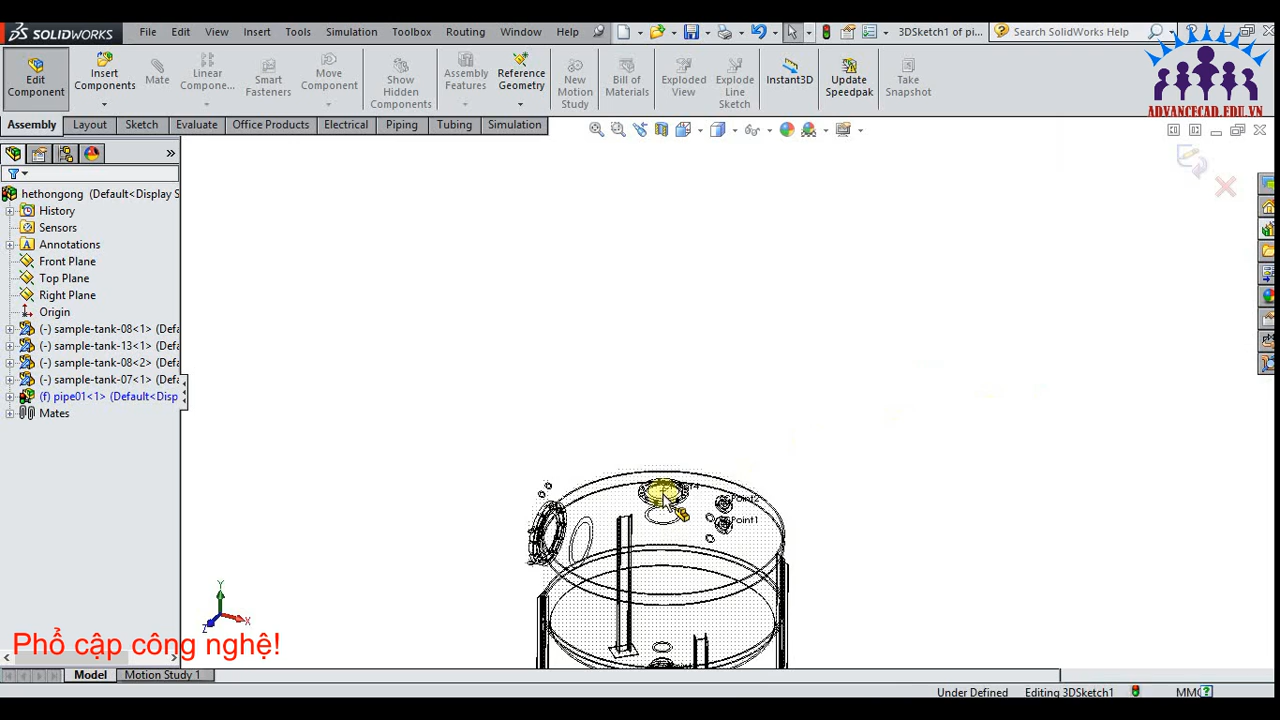 SOLIDWORKS File Edit View Insert Tools Simulation Toolbox Routing Window Help 3DSketch1 of pi... Search SolidWorks Help
Edit Component Insert Components Mate Linear Compone... Smart Fasteners Move Component Show Hidden Components Assembly Features Reference Geometry New Motion Study Bill of Materials Exploded View Explode Line Sketch Instant3D Update Speedpak Take Snapshot
ADVANCECAD.EDU.VN
Assembly Layout Sketch Evaluate Office Products Electrical Piping Tubing Simulation
hethongong (Default<Display S
History
Sensors
Annotations
Front Plane
Top Plane
Right Plane
Origin
(-) sample-tank-08<1> (Defa
(-) sample-tank-13<1> (Defa
(-) sample-tank-08<2> (Defa
(-) sample-tank-07<1> (Defa
(f) pipe01<1> (Default<Disp
Mates
Point2
Point1
Y
X
Z
Phổ cập công nghệ!
Model Motion Study 1
Under Defined Editing 3DSketch1